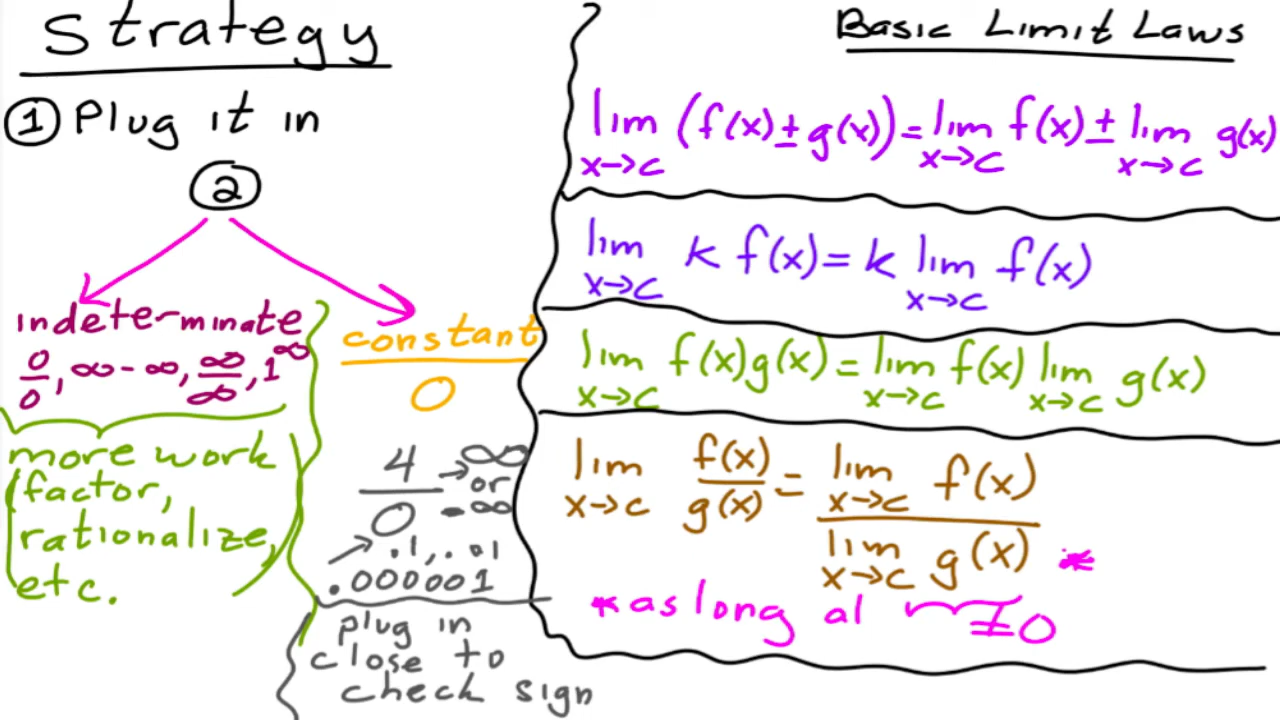 Strategy
① Plug it in
②
indeterminate
0/0, ∞ - ∞, ∞/∞, 1^∞
more work
(factor,
rationalize,
etc.)
constant
0
4/0 → ∞
or
-∞
.1, .01
.000001
plug in
close to
check sign
Basic Limit Laws
lim x→c (f(x) ± g(x)) = lim x→c f(x) ± lim x→c g(x)
lim x→c k f(x) = k lim x→c f(x)
lim x→c f(x)g(x) = lim x→c f(x) lim x→c g(x)
lim x→c f(x)/g(x) = lim x→c f(x) / lim x→c g(x) *
*as long al ≠0